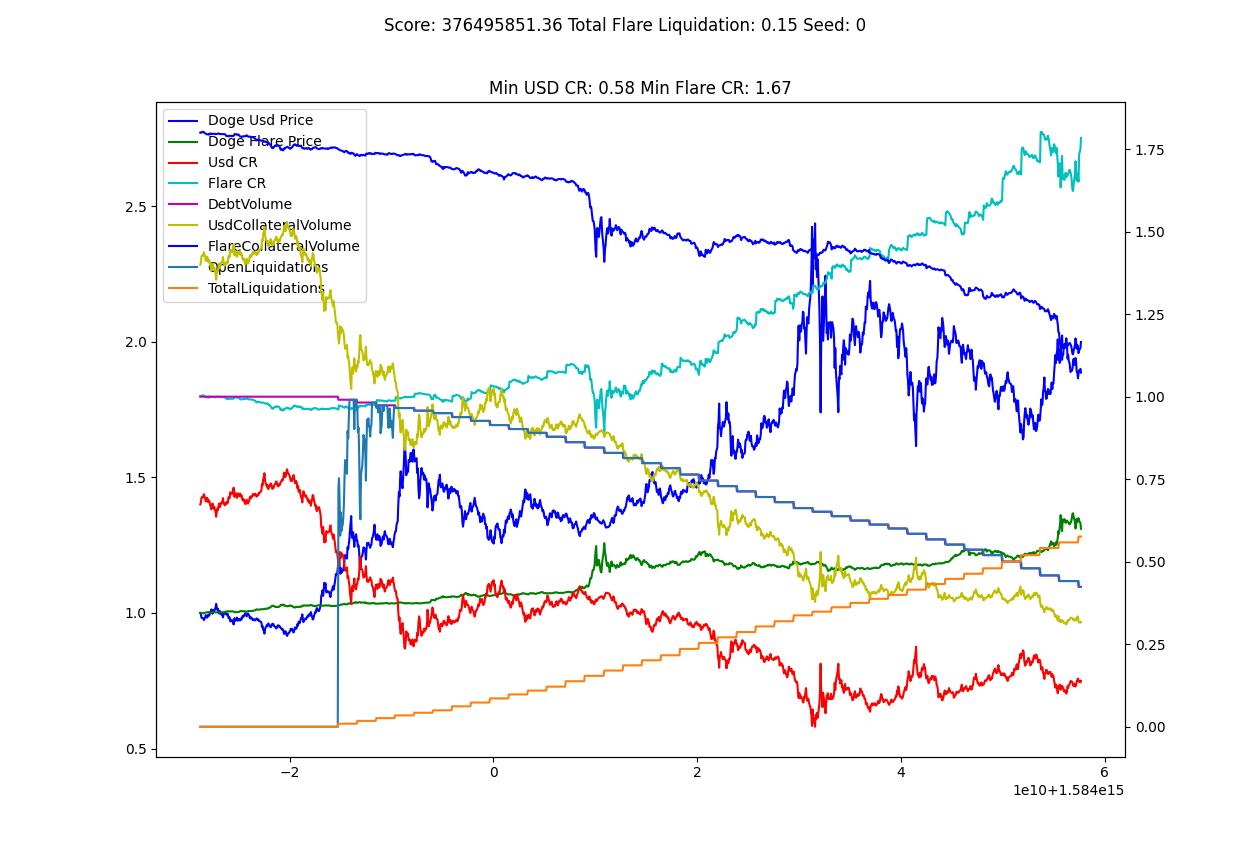 Score: 376495851.36 Total Flare Liquidation: 0.15 Seed: 0
Min USD CR: 0.58 Min Flare CR: 1.67
Doge Usd Price
Doge Flare Price
Usd CR
Flare CR
DebtVolume
UsdCollateralVolume
FlareCollateralVolume
OpenLiquidations
TotalLiquidations
2.5
2.0
1.5
1.0
0.5
1.75
1.50
1.25
1.00
0.75
0.50
0.25
0.00
−2
0
2
4
6
1e10+1.584e15